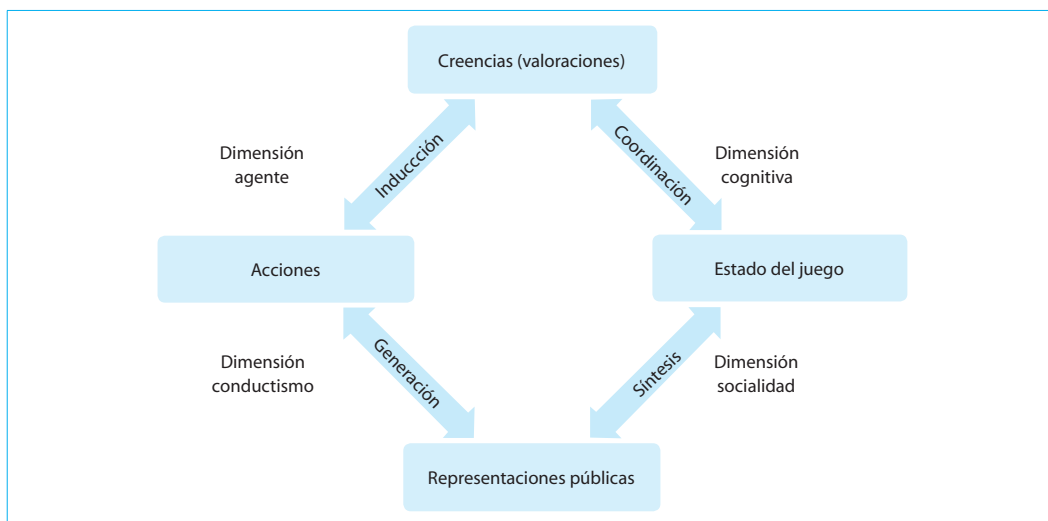 Creencias (valoraciones)
Dimensión
agente
Induccción
Coordinación
Dimensión
cognitiva
Acciones
Estado del juego
Dimensión
conductismo
Generación
Síntesis
Dimensión
socialidad
Representaciones públicas